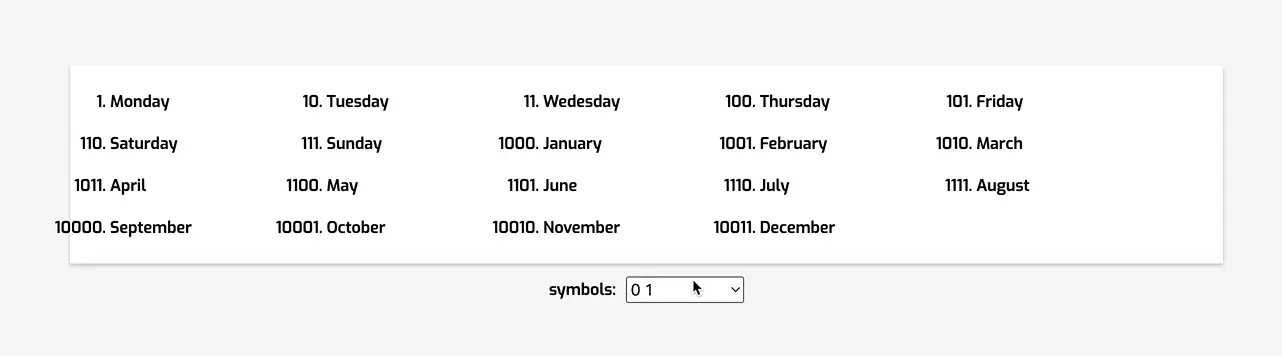 1. Monday 10. Tuesday 11. Wedesday 100. Thursday 101. Friday
110. Saturday 111. Sunday 1000. January 1001. February 1010. March
1011. April 1100. May 1101. June 1110. July 1111. August
10000. September 10001. October 10010. November 10011. December
symbols: 0 1